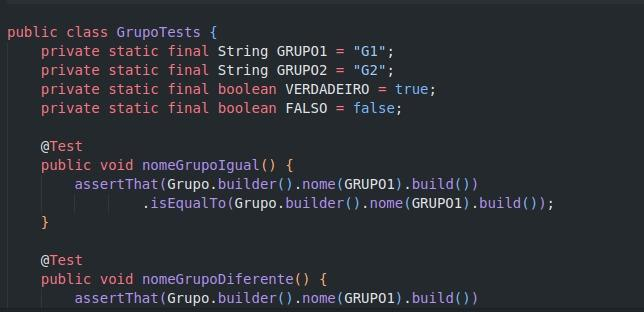 public class GrupoTests {
private static final String GRUPO1 = "G1";
private static final String GRUPO2 = "G2";
private static final boolean VERDADEIRO = true;
private static final boolean FALSO = false;
@Test
public void nomeGrupoIgual() {
assertThat(Grupo.builder().nome(GRUPO1).build())
.isEqualTo(Grupo.builder().nome(GRUPO1).build());
}
@Test
public void nomeGrupoDiferente() {
assertThat(Grupo.builder().nome(GRUPO1).build())